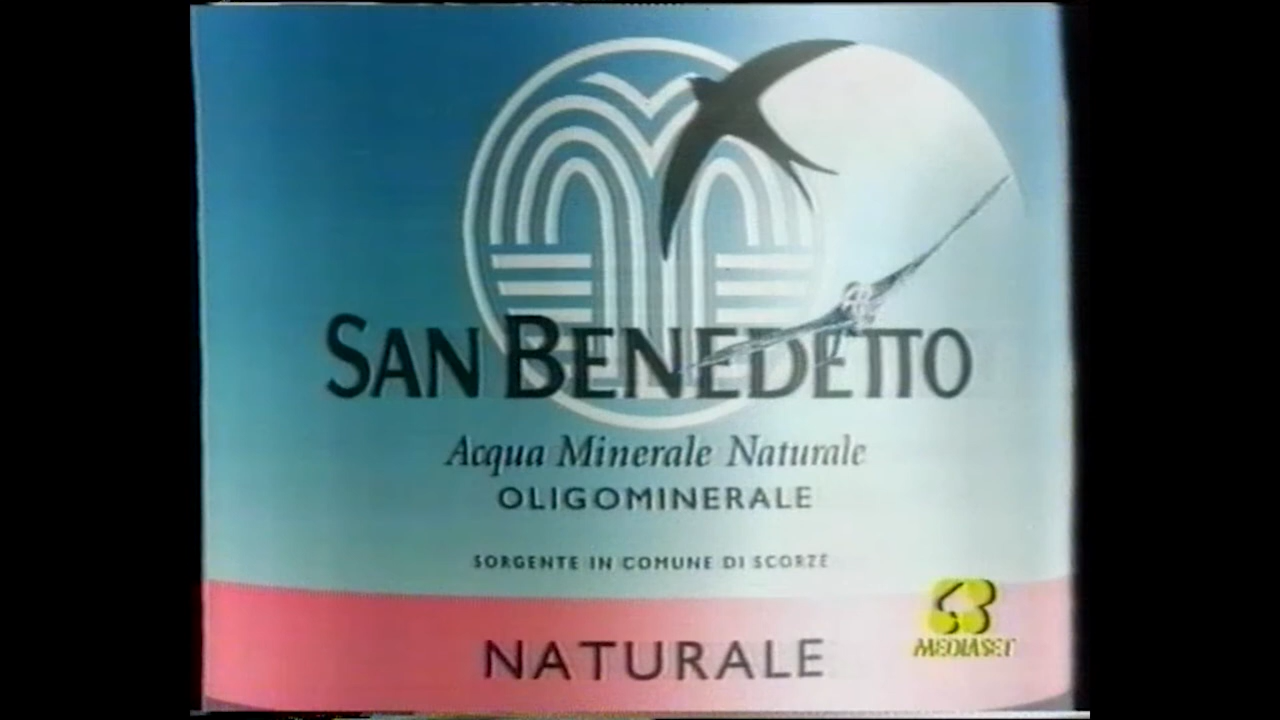 SAN BENEDETTO
Acqua Minerale Naturale
OLIGOMINERALE
SORGENTE IN COMUNE DI SCORZE
NATURALE
MEDIASET